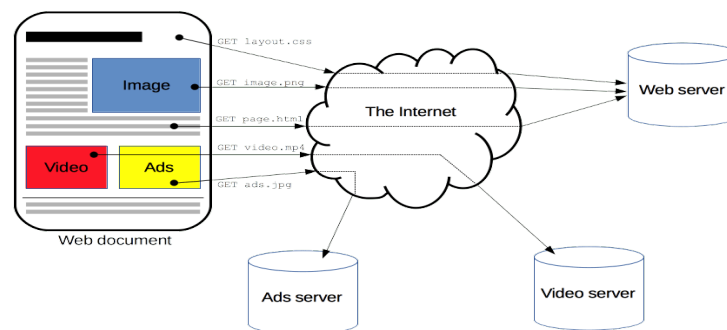 GET layout.css
Image
GET image.png
The Internet
Web server
GET page.html
Video
Ads
GET video.mp4
GET ads.jpg
Web document
Ads server
Video server